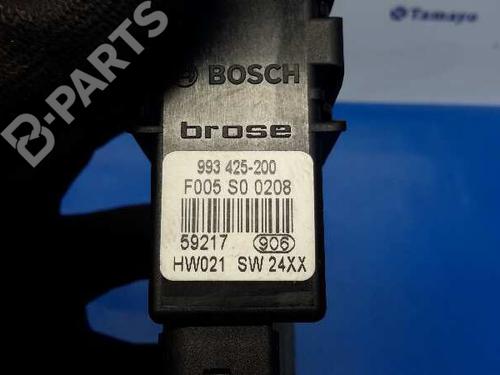 Tamayo
BOSCH
brose
993 425-200
F005 S0 0208
59217 906
HW021 SW 24XX
B-PARTS